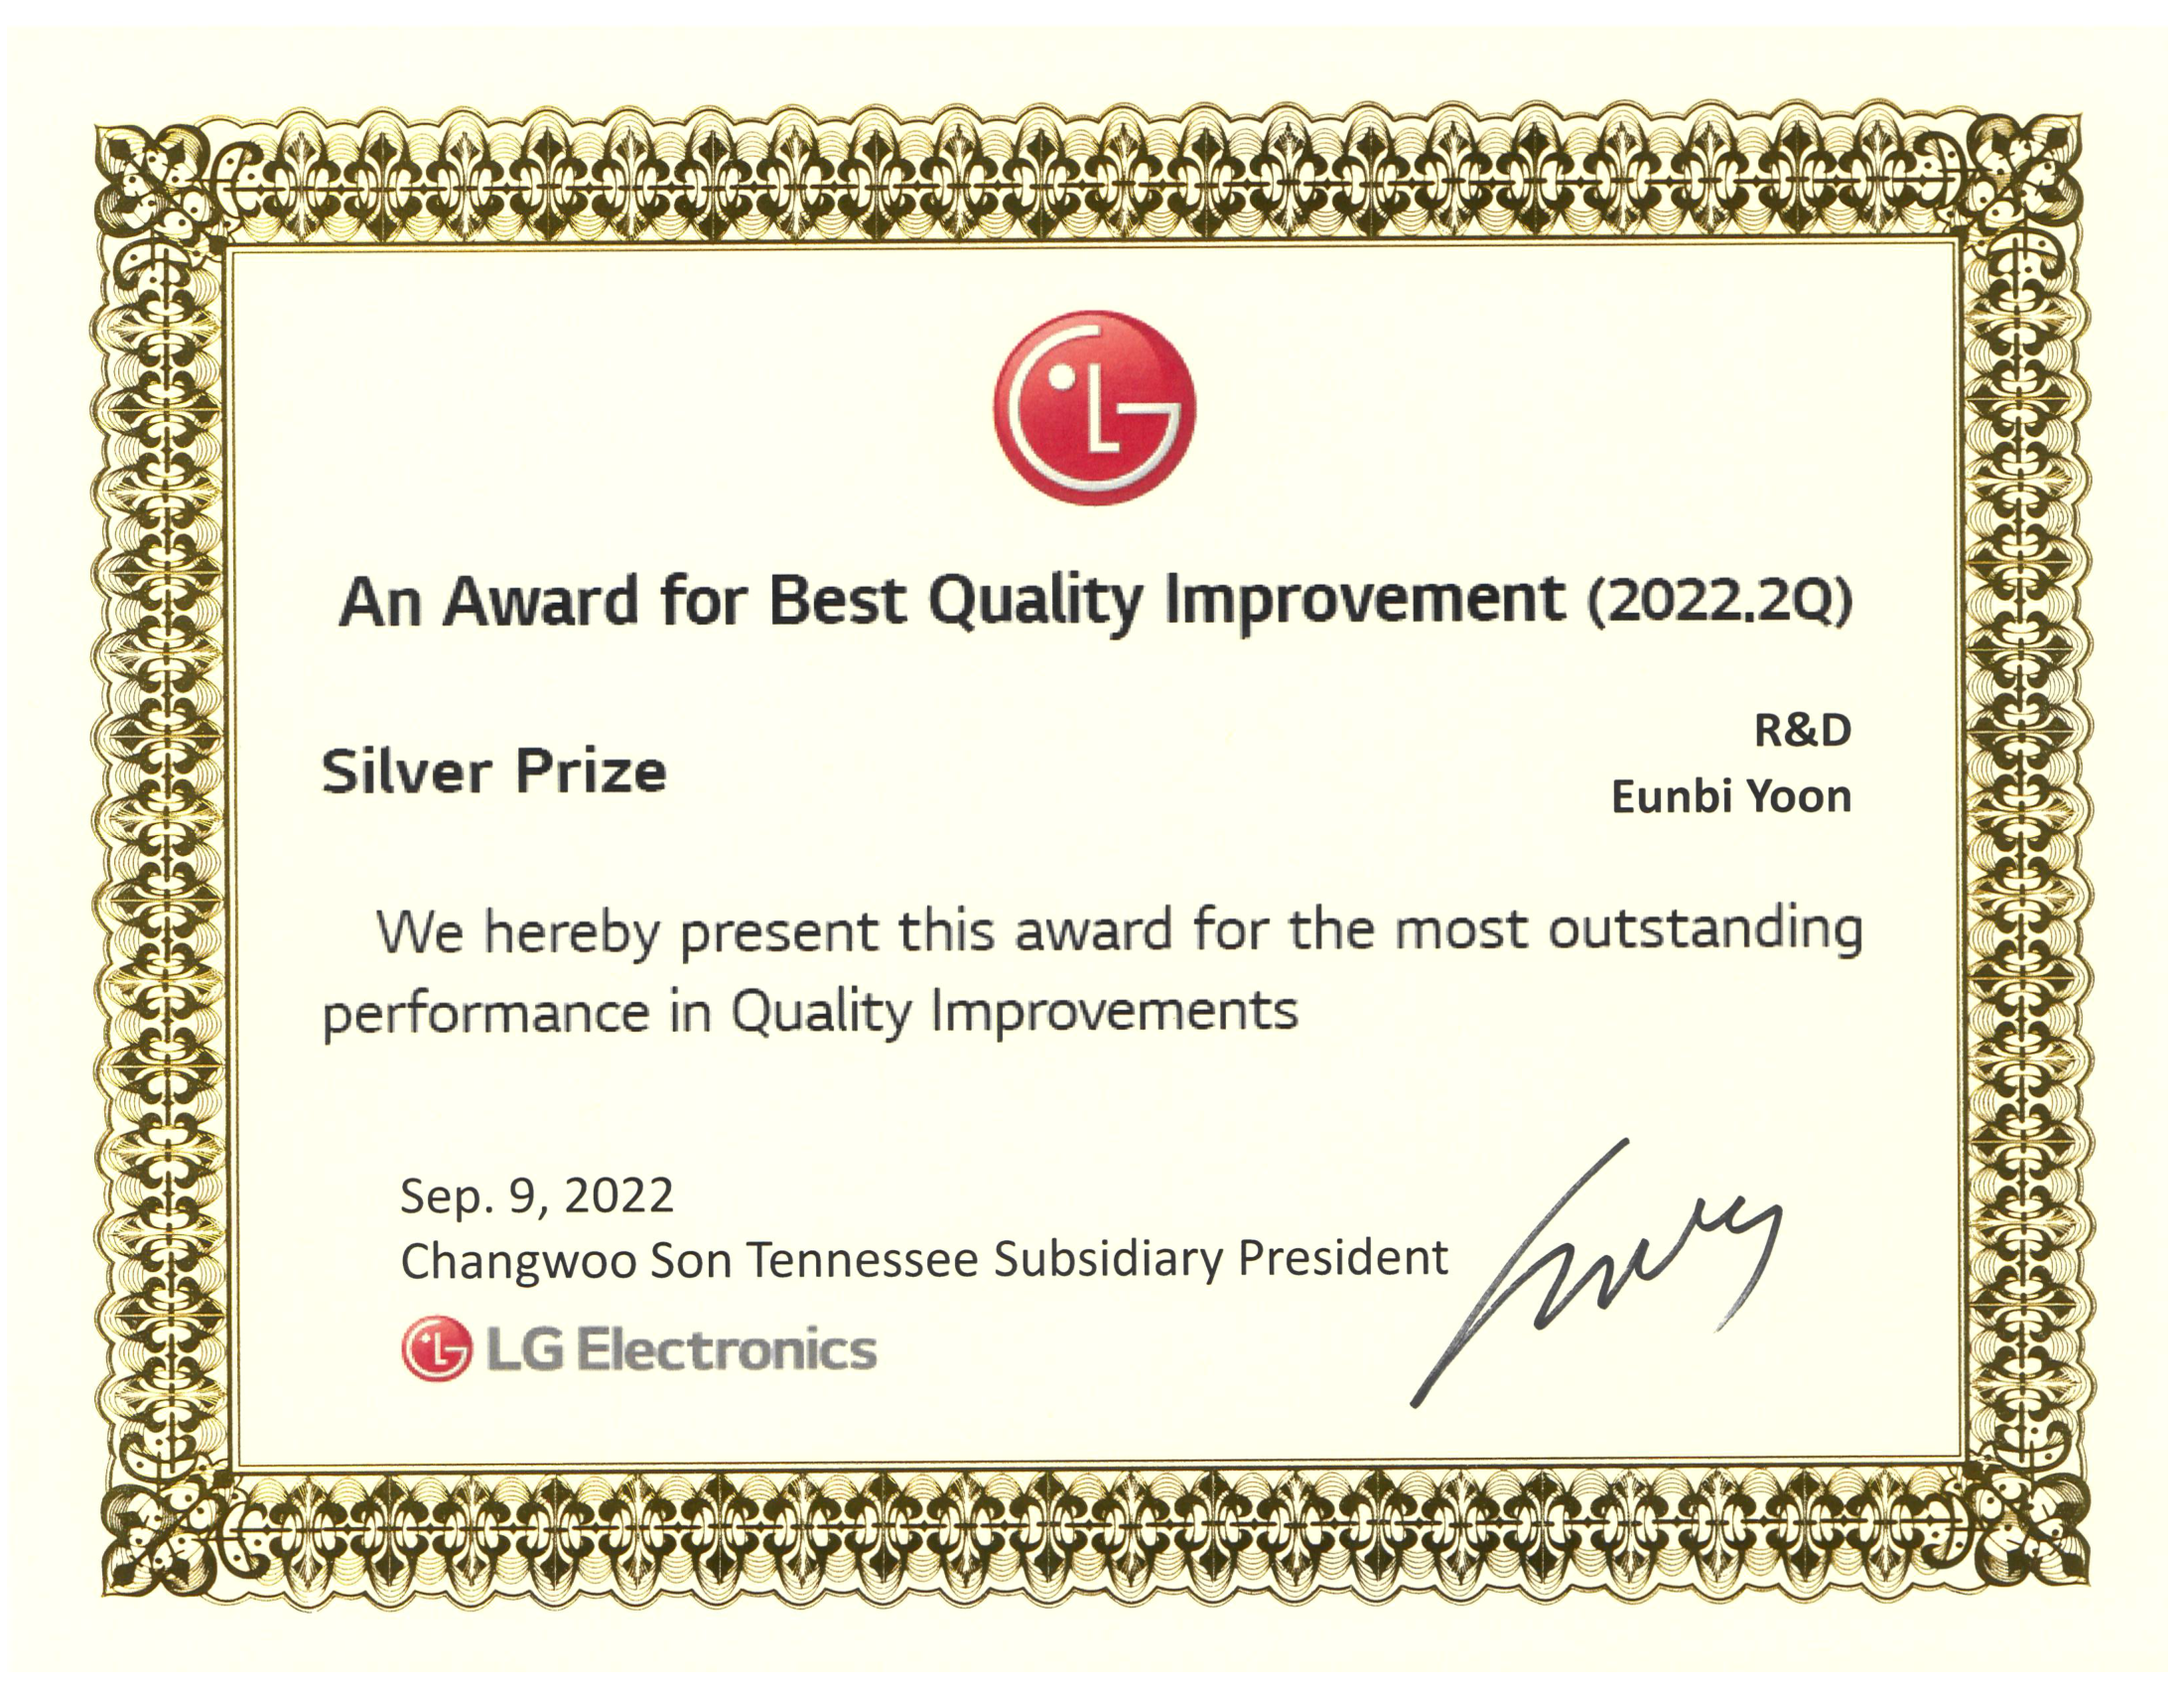 LG
An Award for Best Quality Improvement (2022.2Q)
R&D
Silver Prize
Eunbi Yoon
We hereby present this award for the most outstanding
performance in Quality Improvements
Sep. 9, 2022
Changwoo Son Tennessee Subsidiary President
LG LG Electronics